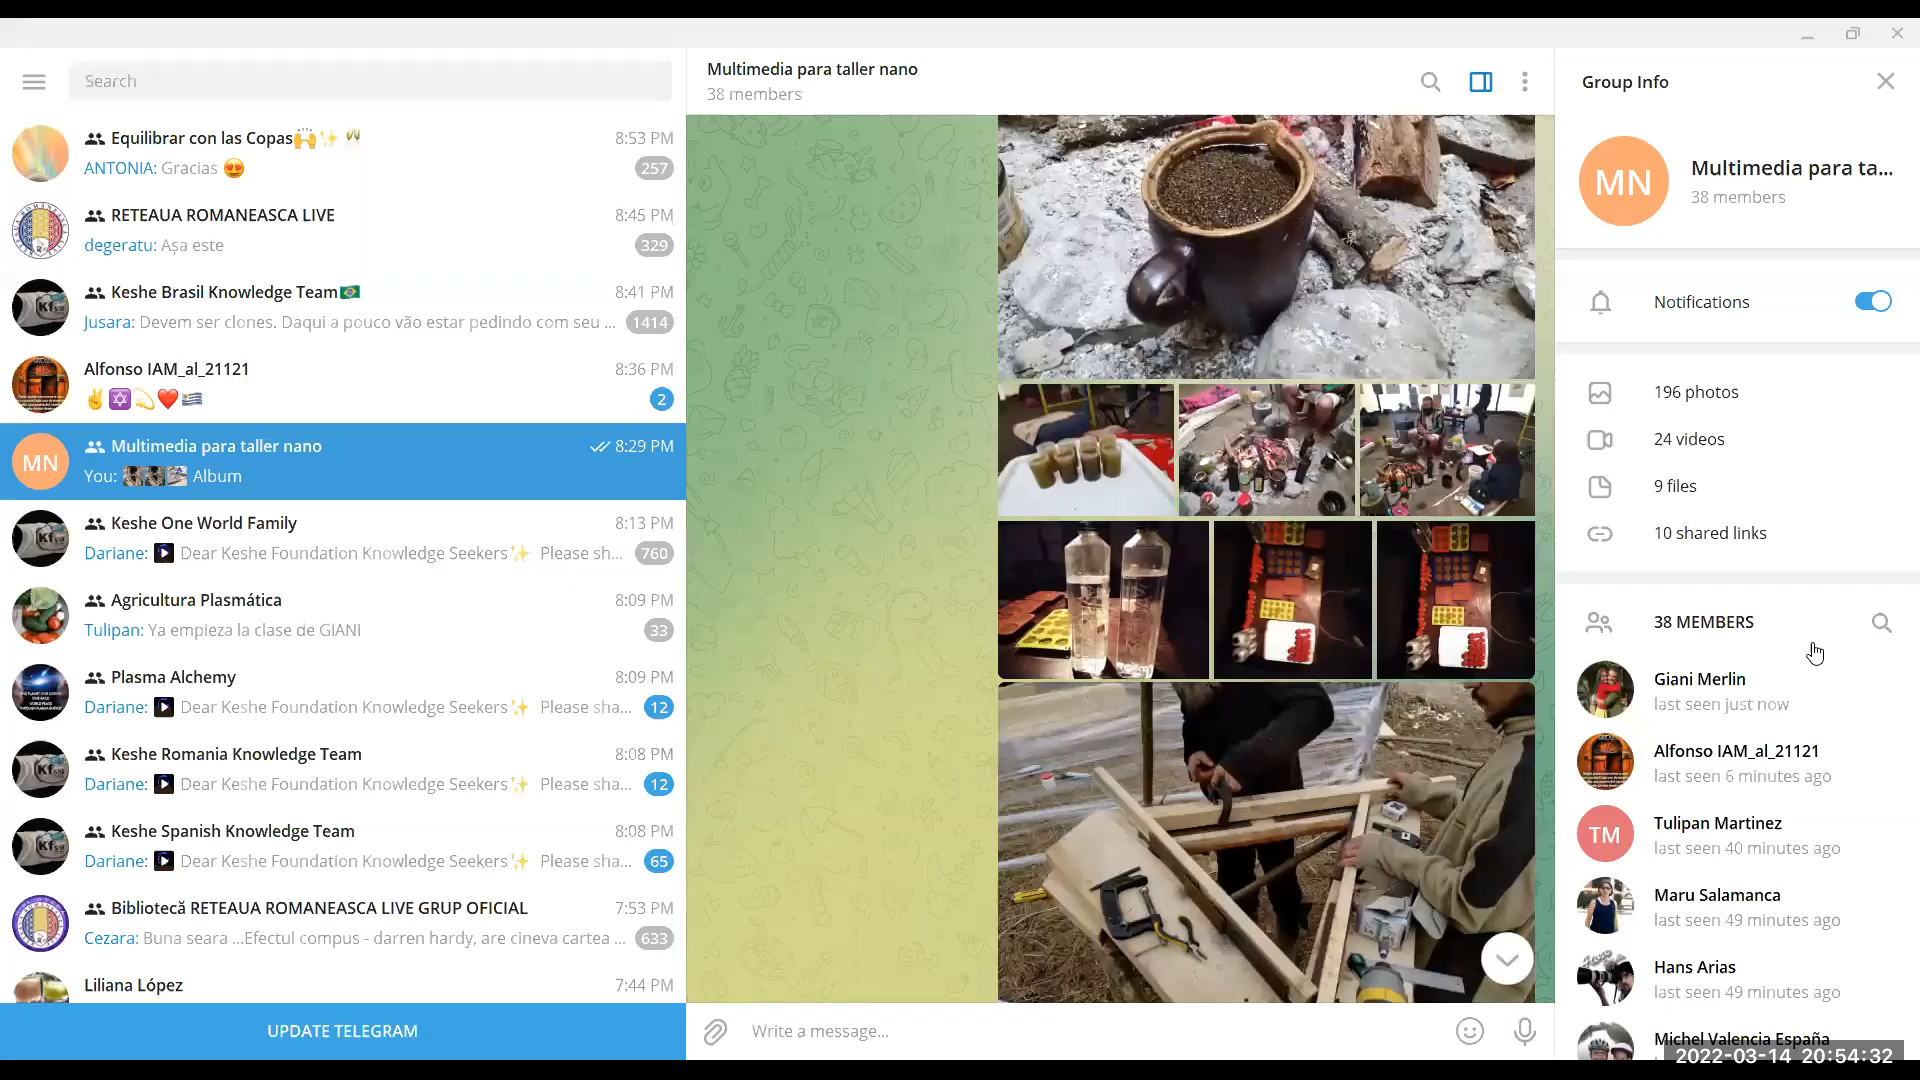 Search
Equilibrar con las Copas🙌✨🥂
8:53 PM
ANTONIA: Gracias 😍
257
RETEAUA ROMANEASCA LIVE
8:45 PM
degeratu: Așa este
329
Keshe Brasil Knowledge Team🇧🇷
8:41 PM
Jusara: Devem ser clones. Daqui a pouco vão estar pedindo com seu ...
1414
Alfonso IAM_al_21121
8:36 PM
2
MN
Multimedia para taller nano
8:29 PM
You: Album
Keshe One World Family
8:13 PM
Dariane: Dear Keshe Foundation Knowledge Seekers✨ Please sh...
760
Agricultura Plasmática
8:09 PM
Tulipan: Ya empieza la clase de GIANI
33
Plasma Alchemy
8:09 PM
Dariane: Dear Keshe Foundation Knowledge Seekers✨ Please sha...
12
Keshe Romania Knowledge Team
8:08 PM
Dariane: Dear Keshe Foundation Knowledge Seekers✨ Please sha...
12
Keshe Spanish Knowledge Team
8:08 PM
Dariane: Dear Keshe Foundation Knowledge Seekers✨ Please sha...
65
Bibliotecă RETEAUA ROMANEASCA LIVE GRUP OFICIAL
7:53 PM
Cezara: Buna seara ...Efectul compus - darren hardy, are cineva cartea ...
633
Liliana López
7:44 PM
UPDATE TELEGRAM
Multimedia para taller nano
38 members
Write a message...
Group Info
MN
Multimedia para ta...
38 members
Notifications
196 photos
24 videos
9 files
10 shared links
38 MEMBERS
Giani Merlin
last seen just now
Alfonso IAM_al_21121
last seen 6 minutes ago
TM
Tulipan Martinez
last seen 40 minutes ago
Maru Salamanca
last seen 49 minutes ago
Hans Arias
last seen 49 minutes ago
Michel Valencia España
2022-03-14 20:54:32